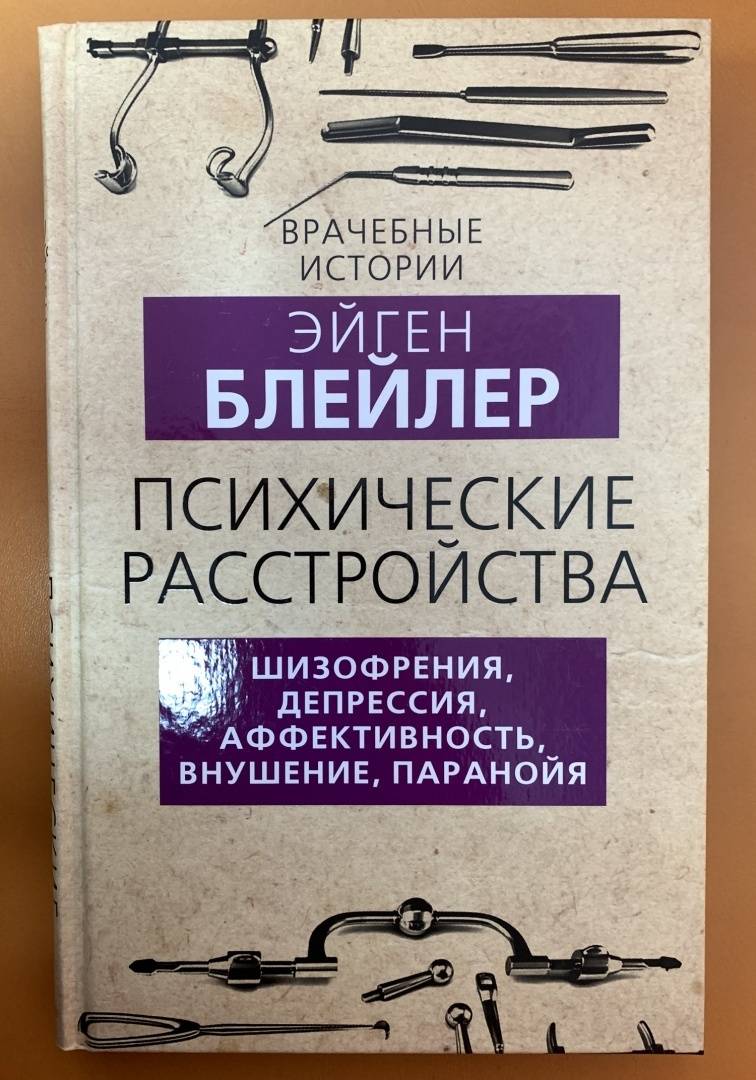 ВРАЧЕБНЫЕ
ИСТОРИИ
ЭЙГЕН
БЛЕЙЛЕР
ПСИХИЧЕСКИЕ
РАССТРОЙСТВА
ШИЗОФРЕНИЯ,
ДЕПРЕССИЯ,
АФФЕКТИВНОСТЬ,
ВНУШЕНИЕ, ПАРАНОЙЯ